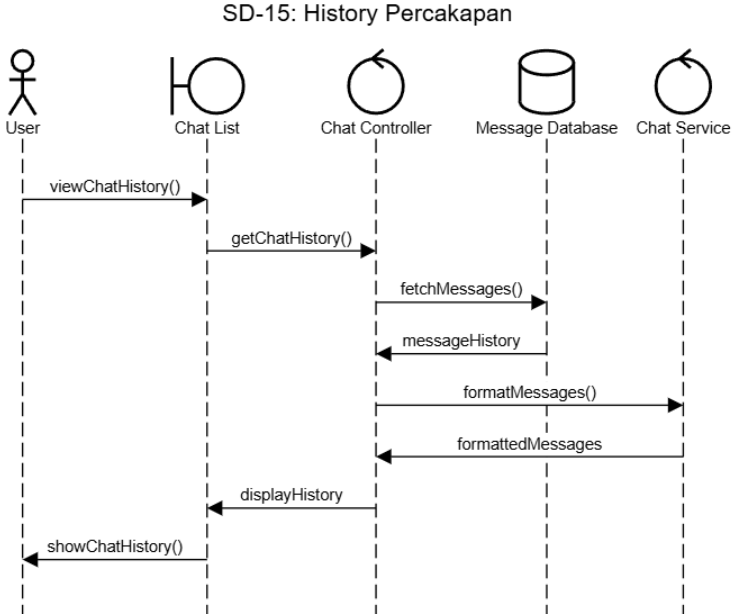 SD-15: History Percakapan
User
Chat List
Chat Controller
Message Database
Chat Service
viewChatHistory()
getChatHistory()
fetchMessages()
messageHistory
formatMessages()
formattedMessages
displayHistory
showChatHistory()